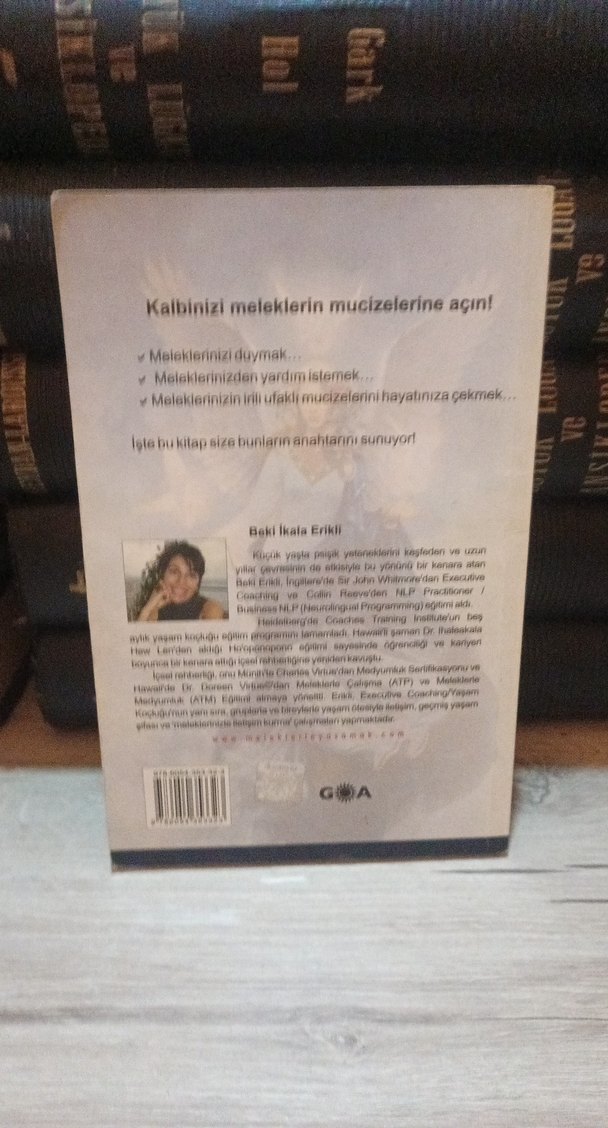 Gark
Hol
Kalbinizi meleklerin mucizelerine açın!
Meleklerinizi duymak...
Meleklerinizden yardım istemek...
Meleklerinizin irili ufaklı mucizelerini hayatınıza çekmek...
İşte bu kitap size bunların anahtarını sunuyor!
Beki İkala Erikli
Küçük yaşta psişik yeteneklerini keşfeden ve uzun
yıllar çevresinin de etkisiyle bu yönünü bir kenara atan
Beki Erikli, İngiltere'de Sir John Whitmore'dan Executive
Coaching ve Collin Reeve'den NLP Practitioner /
Business NLP (Neurolingual Programming) eğitimi aldı.
Heidelberg'de Coaches Training Institute'un beş
aylık yaşam koçluğu eğitim programını tamamladı. Hawaii'li şaman Dr. Ihaleakala
Hew Len'den aldığı Ho'oponopono eğitimi sayesinde öğrenciliği ve kariyeri
boyunca bir kenara attığı içsel rehberliğine yeniden kavuştu.
İçsel rehberliği, onu Münih'te Charles Virtue'dan Medyumluk Sertifikasyonu ve
Hawaii'de Dr. Doreen Virtue'dan Meleklerle Çalışma (ATP) ve Meleklerle
Medyumluk (ATM) Eğitimi almaya yöneltti. Erikli, Executive Coaching/Yaşam
Koçluğu'nun yanı sıra, gruplarla ve bireylerle yaşam ötesiyle iletişim, geçmiş yaşam
şifası ve 'meleklerinizle iletişim kurma' çalışmaları yapmaktadır.
www.meleklerleyasamak.com
GOA